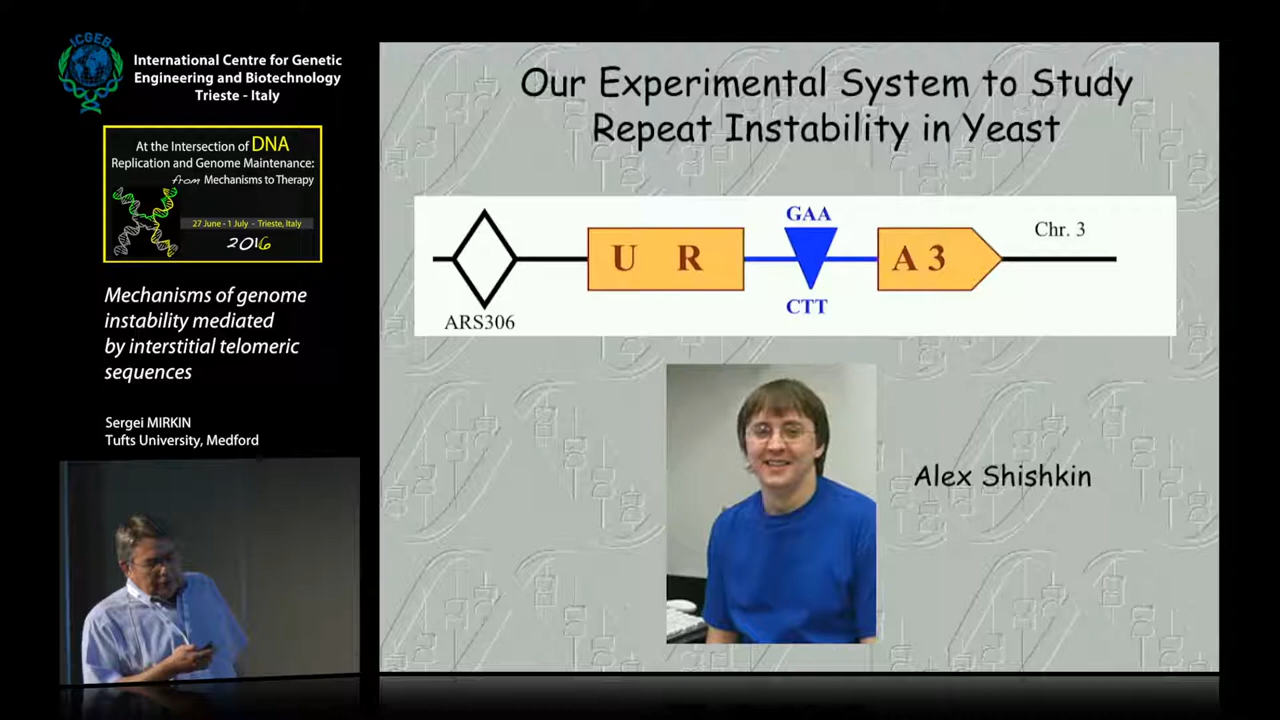 ICGEB
International Centre for Genetic
Engineering and Biotechnology
Trieste - Italy
At the Intersection of DNA
Replication and Genome Maintenance:
from Mechanisms to Therapy
27 June - 1 July - Trieste, Italy
2016
Mechanisms of genome
instability mediated
by interstitial telomeric
sequences
Sergei MIRKIN
Tufts University, Medford
Our Experimental System to Study
Repeat Instability in Yeast
GAA
U R
A 3
Chr. 3
CTT
ARS306
Alex Shishkin